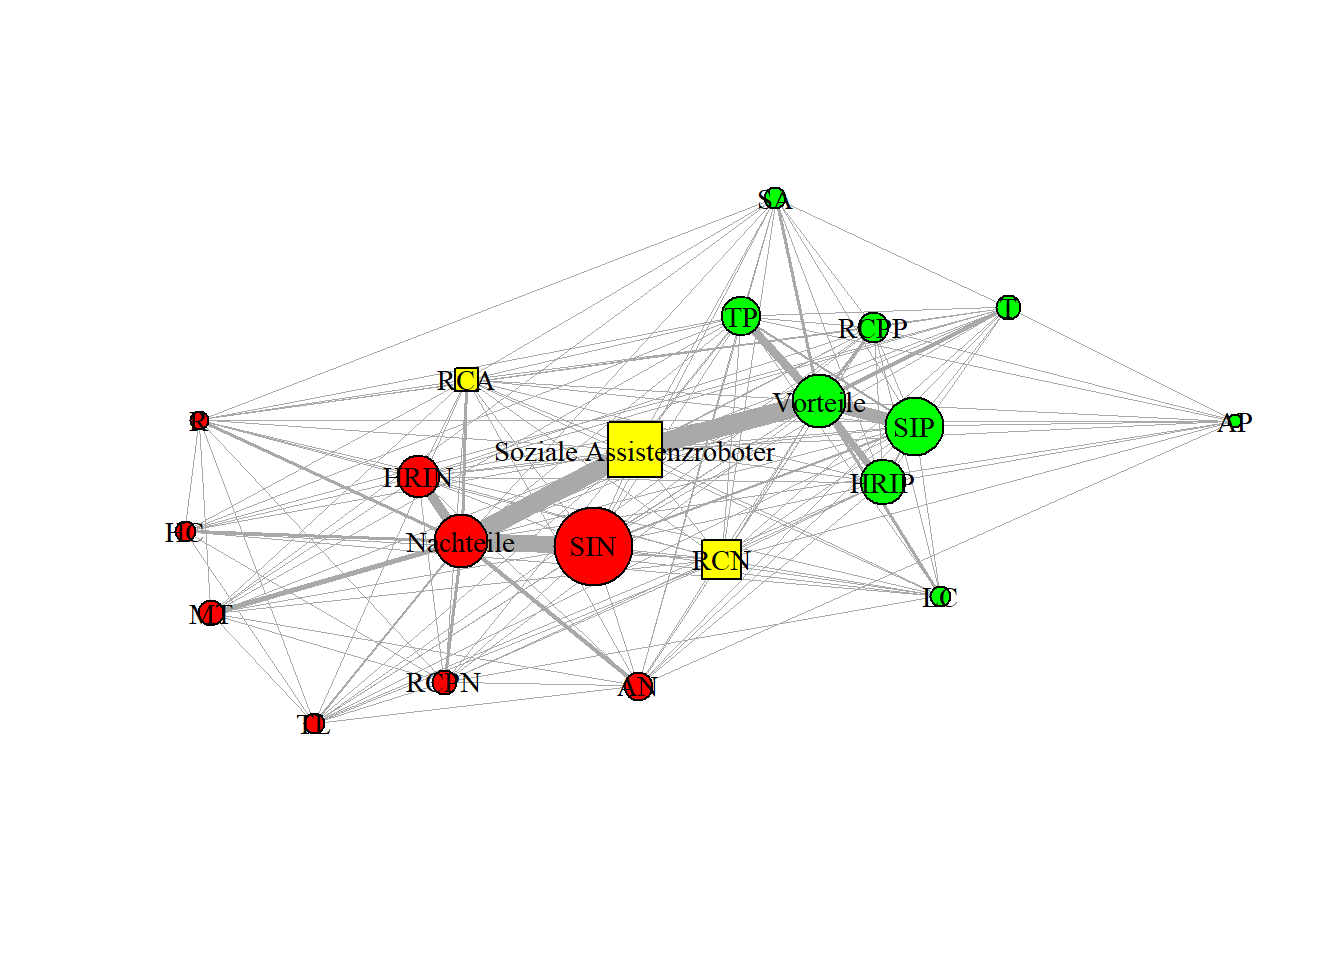 SA
TP
RCPP
T
RCA
Vorteile
R
SIP
AP
Soziale Assistenzroboter
HRIN
HRIP
HC
Nachteile
SIN
RCN
LC
MT
RCPN
AN
TL